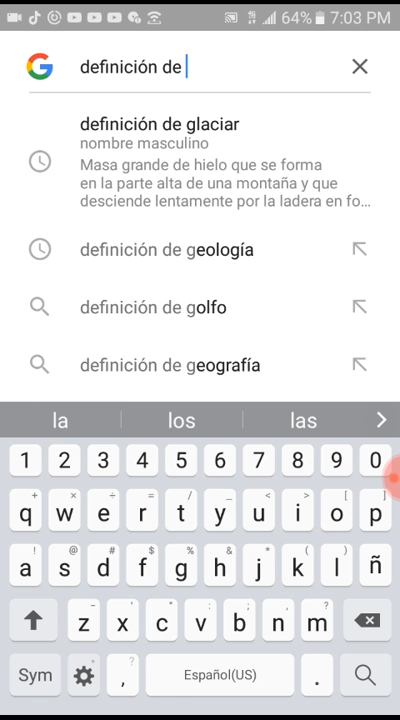 64% 7:03 PM
definición de
definición de glaciar
nombre masculino
Masa grande de hielo que se forma
en la parte alta de una montaña y que
desciende lentamente por la ladera en fo...
definición de geología
definición de golfo
definición de geografía
la los las
1 2 3 4 5 6 7 8 9 0
+ × ÷ = / _ < > [ ]
q w e r t y u i o p
! @ # $ % & * ( )
a s d f g h j k l ñ
- ' " : ; , ?
z x c v b n m
Sym , ? Español(US) .